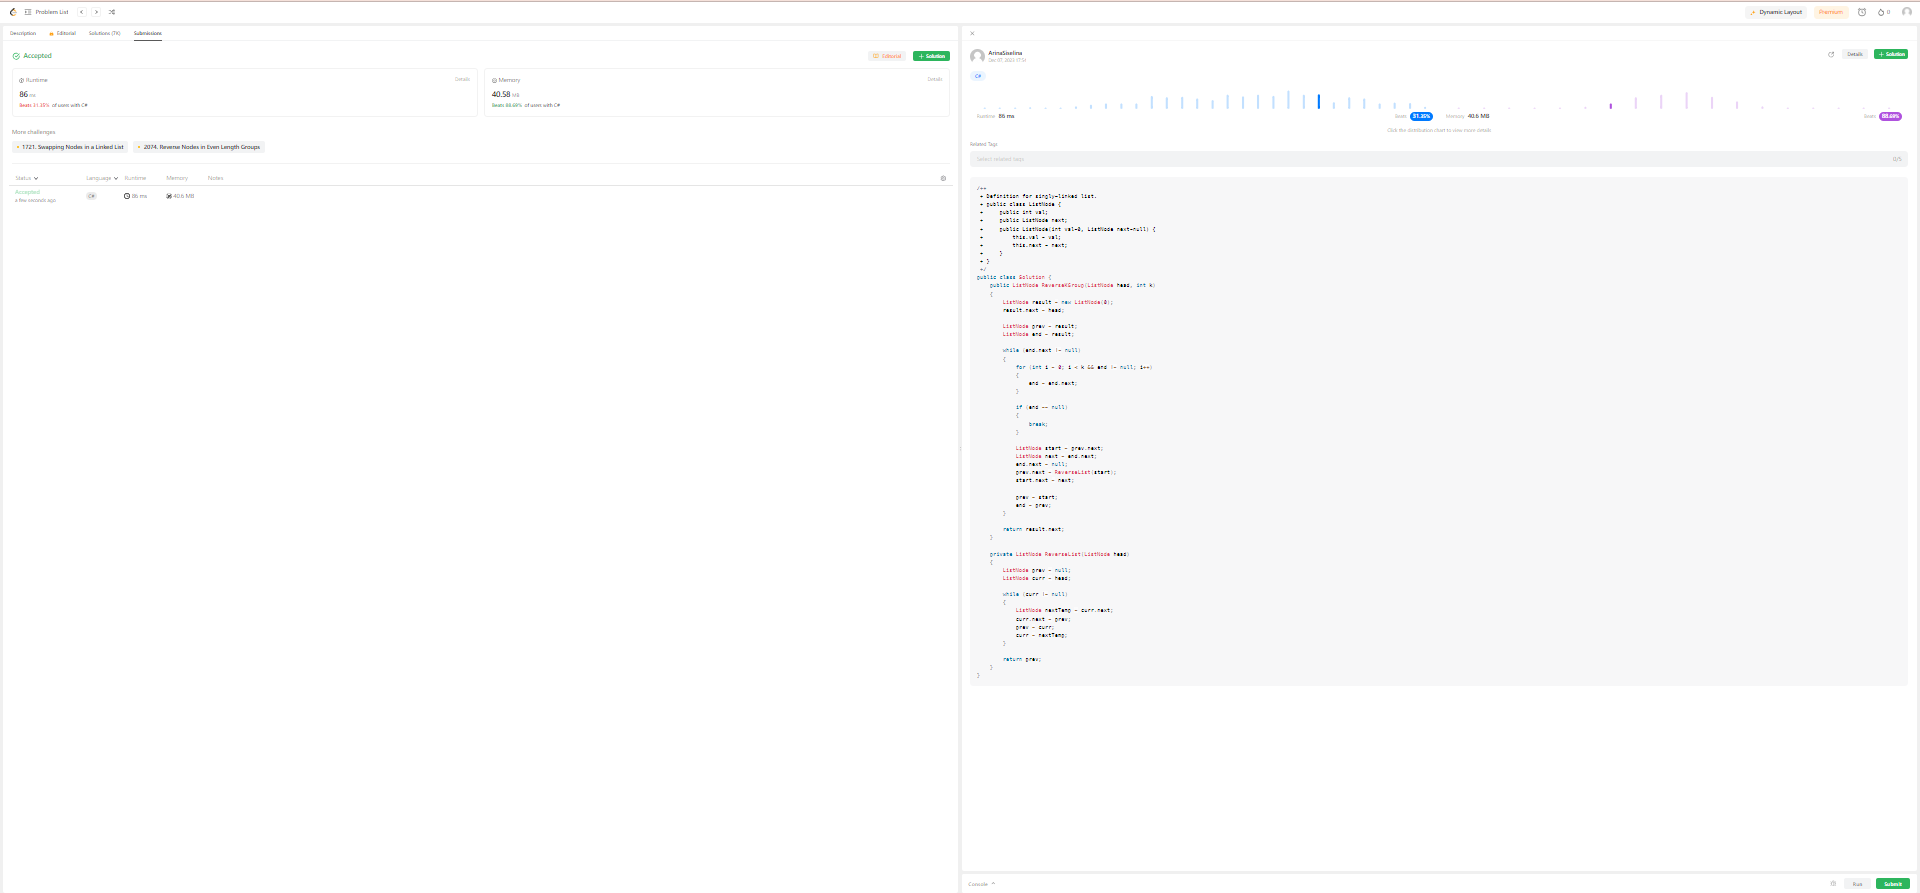 Problem List
Dynamic Layout
Premium
0
Description
Editorial
Solutions (7K)
Submissions
Accepted
Editorial
+ Solution
Runtime
Details
86 ms
Beats 31.25% of users with C#
Memory
Details
40.58 MB
Beats 88.69% of users with C#
More challenges
1721. Swapping Nodes in a Linked List
2074. Reverse Nodes in Even Length Groups
Status
Language
Runtime
Memory
Notes
Accepted
a few seconds ago
C#
86 ms
40.6 MB
ArinaSiselina
Details
+ Solution
C#
Runtime 86 ms
Beats 31.25%
Memory 40.6 MB
Beats 88.69%
Click the distribution chart to view more details
Related Tags
Select related tags
0/5
/**
* Definition for singly-linked list.
* public class ListNode {
*     public int val;
*     public ListNode next;
*     public ListNode(int val=0, ListNode next=null) {
*         this.val = val;
*         this.next = next;
*     }
* }
*/
public class Solution {
public ListNode ReverseKGroup(ListNode head, int k)
{
ListNode result = new ListNode(0);
result.next = head;
ListNode prev = result;
ListNode end = result;
while (end.next != null)
{
for (int i = 0; i < k && end != null; i++)
{
end = end.next;
}
if (end == null)
{
break;
}
ListNode start = prev.next;
ListNode next = end.next;
end.next = null;
prev.next = ReverseList(start);
start.next = next;
prev = start;
end = prev;
}
return result.next;
}
private ListNode ReverseList(ListNode head)
{
ListNode prev = null;
ListNode curr = head;
while (curr != null)
{
ListNode nextTemp = curr.next;
curr.next = prev;
prev = curr;
curr = nextTemp;
}
return prev;
}
}
Console
Run
Submit